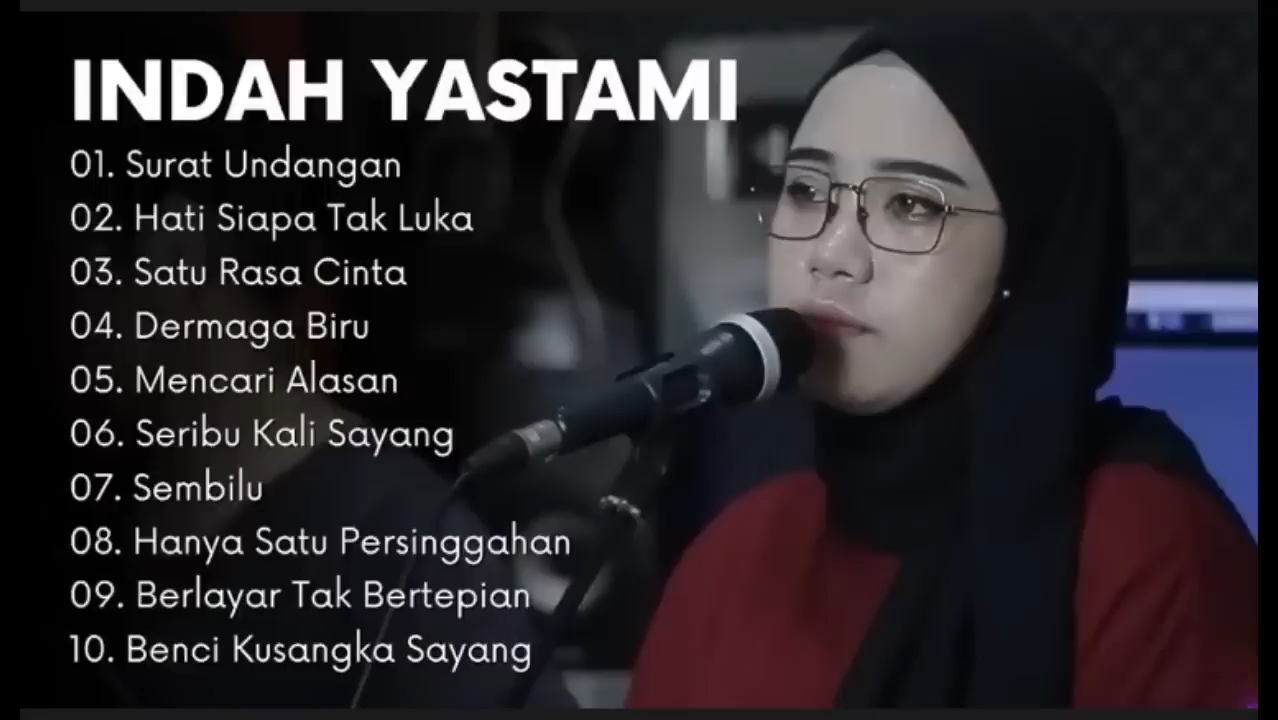 INDAH YASTAMI
01. Surat Undangan
02. Hati Siapa Tak Luka
03. Satu Rasa Cinta
04. Dermaga Biru
05. Mencari Alasan
06. Seribu Kali Sayang
07. Sembilu
08. Hanya Satu Persinggahan
09. Berlayar Tak Bertepian
10. Benci Kusangka Sayang